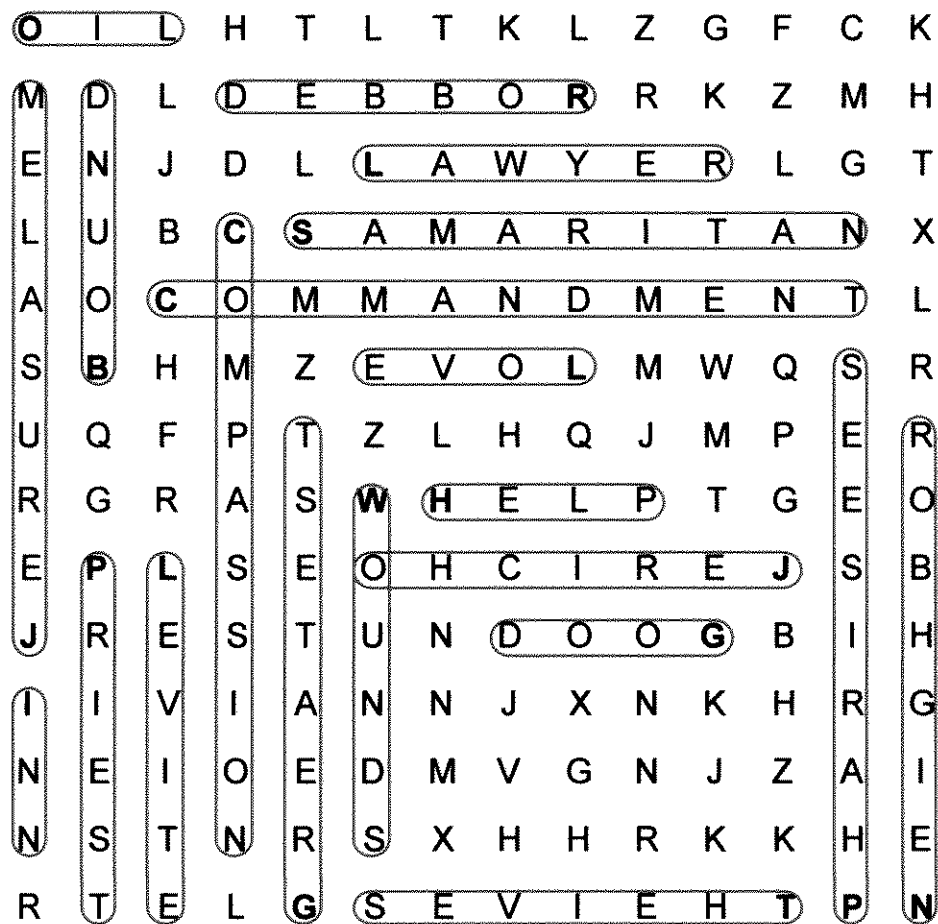 O I L H T L T K L Z G F C K
M D L D E B B O R R K Z M H
E N J D L L A W Y E R L G T
L U B C S A M A R I T A N X
A O C O M M A N D M E N T L
S B H M Z E V O L M W Q S R
U Q F P T Z L H Q J M P E R
R G R A S W H E L P T G E O
E P L S E O H C I R E J S B
J R E S T U N D O O G B I H
I I V I A N N J X N K H R G
N E I O E D M V G N J Z A I
N S T N R S X H H R K K H E
R T E L G S E V I E H T P N